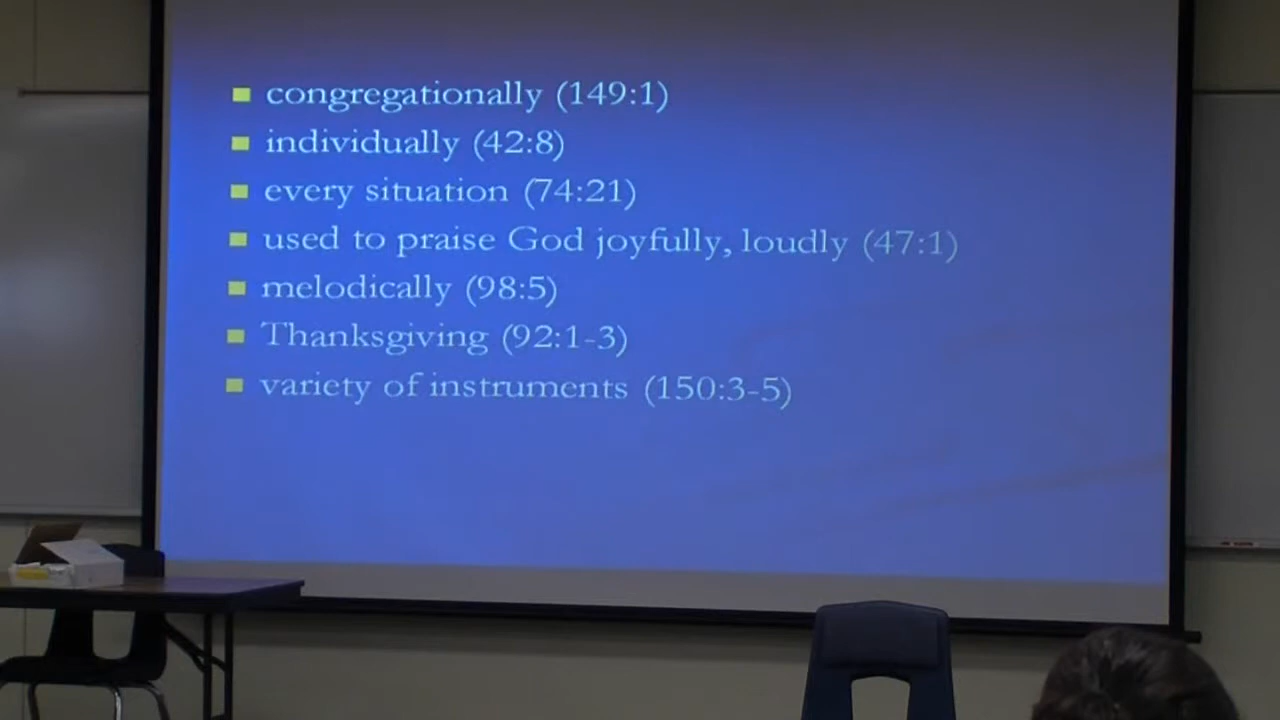 congregationally (149:1)
individually (42:8)
every situation (74:21)
used to praise God joyfully, loudly (47:1)
melodically (98:5)
Thanksgiving (92:1-3)
variety of instruments (150:3-5)